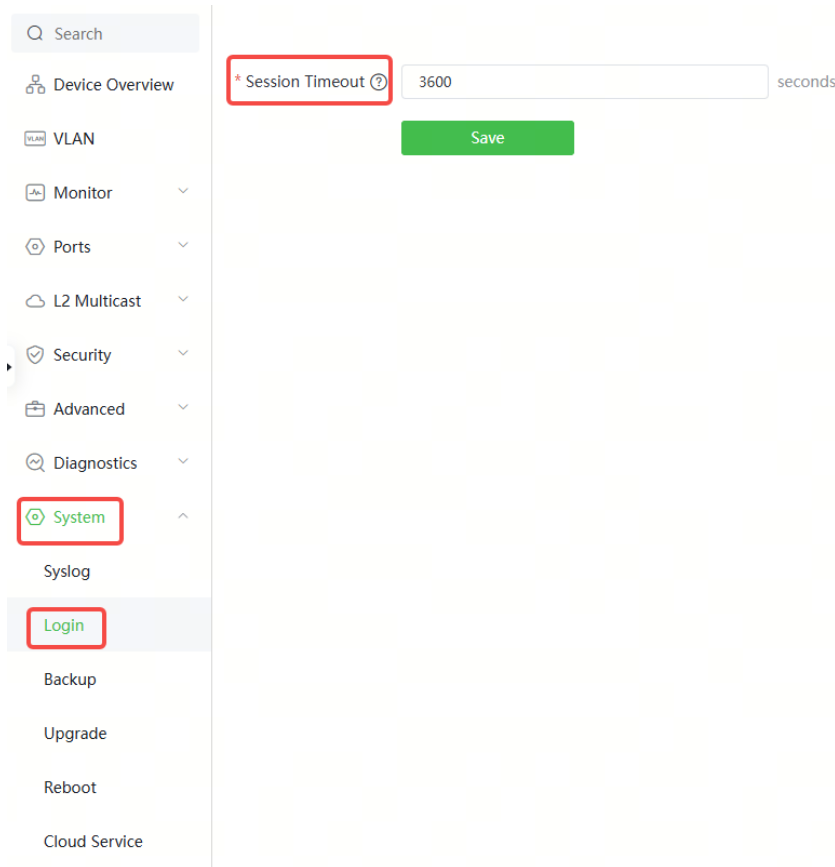 Search
Device Overview
VLAN VLAN
Monitor
Ports
L2 Multicast
Security
Advanced
Diagnostics
System
Syslog
Login
Backup
Upgrade
Reboot
Cloud Service
* Session Timeout ? 3600 seconds
Save